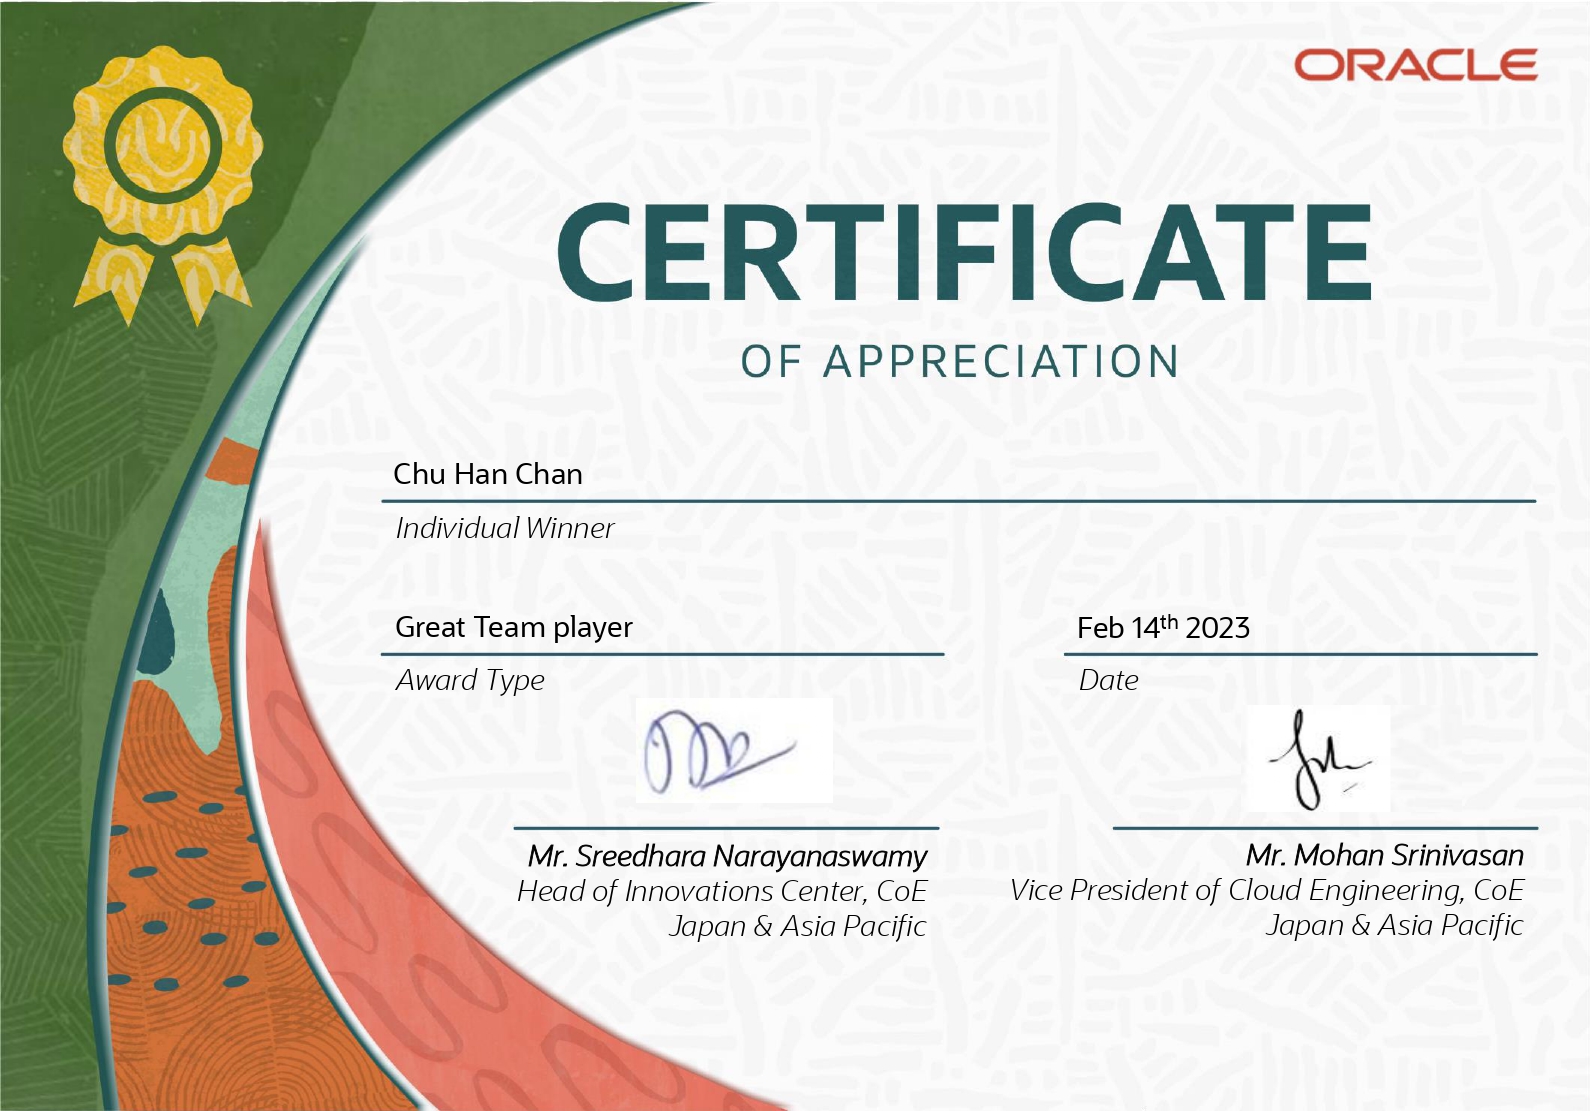 ORACLE
CERTIFICATE
OF APPRECIATION
Chu Han Chan
Individual Winner
Great Team player
Feb 14th 2023
Award Type
Date
Mr. Sreedhara Narayanaswamy
Head of Innovations Center, CoE
Japan & Asia Pacific
Mr. Mohan Srinivasan
Vice President of Cloud Engineering, CoE
Japan & Asia Pacific